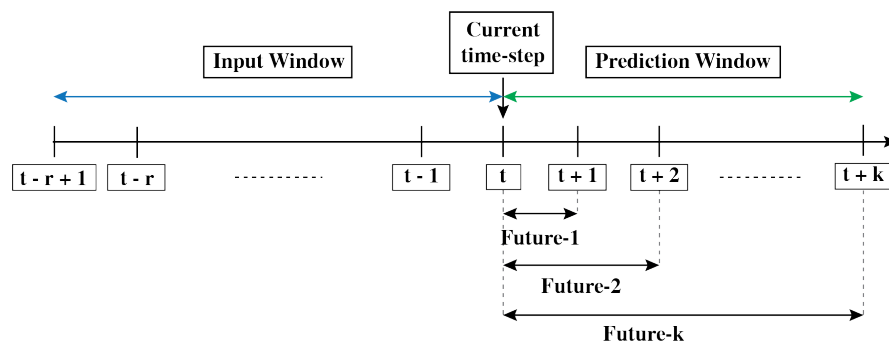 Current
time-step
Input Window
Prediction Window
t - r + 1
t - r
t - 1
t
t + 1
t + 2
t + k
Future-1
Future-2
Future-k